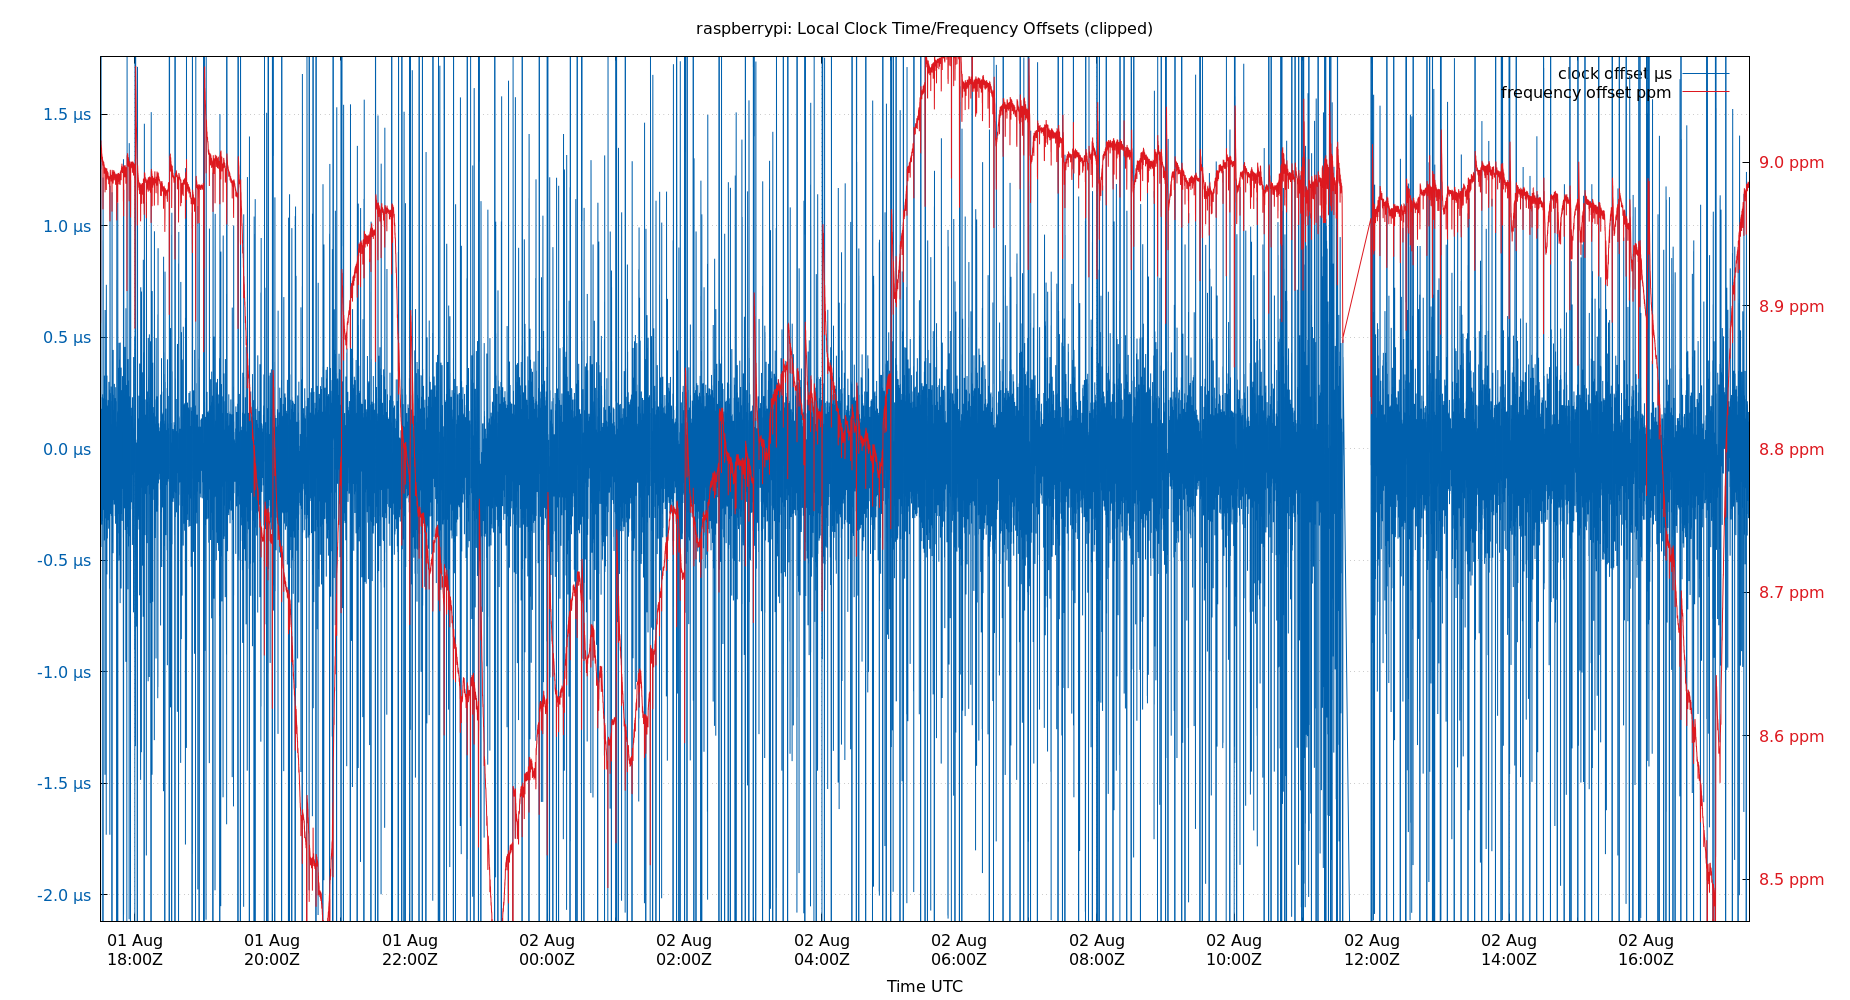 raspberrypi: Local Clock Time/Frequency Offsets (clipped)
clock offset µs
frequency offset ppm
1.5 µs
1.0 µs
0.5 µs
0.0 µs
-0.5 µs
-1.0 µs
-1.5 µs
-2.0 µs
9.0 ppm
8.9 ppm
8.8 ppm
8.7 ppm
8.6 ppm
8.5 ppm
01 Aug
18:00Z
01 Aug
20:00Z
01 Aug
22:00Z
02 Aug
00:00Z
02 Aug
02:00Z
02 Aug
04:00Z
02 Aug
06:00Z
02 Aug
08:00Z
02 Aug
10:00Z
02 Aug
12:00Z
02 Aug
14:00Z
02 Aug
16:00Z
Time UTC